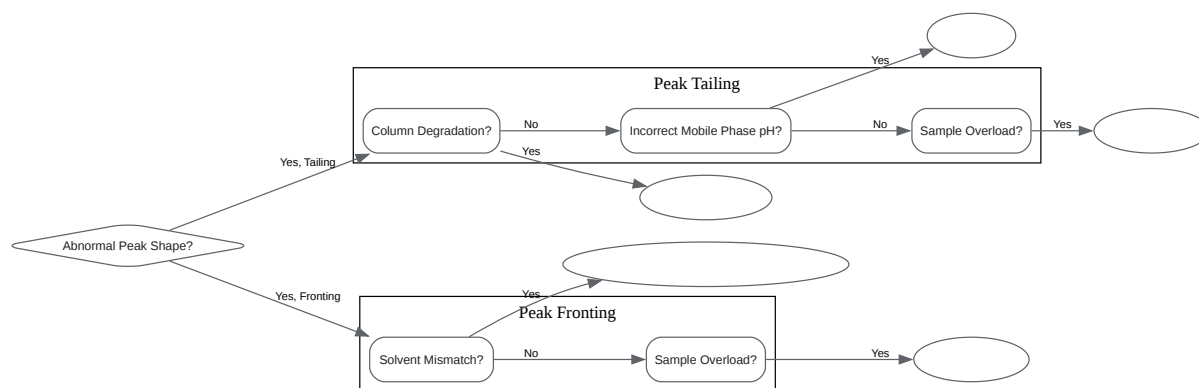 Yes
Peak Tailing
Column Degradation?
No
Incorrect Mobile Phase pH?
No
Sample Overload?
Yes
Yes
Yes, Tailing
Abnormal Peak Shape?
Yes, Fronting
Yes
Peak Fronting
Solvent Mismatch?
No
Sample Overload?
Yes